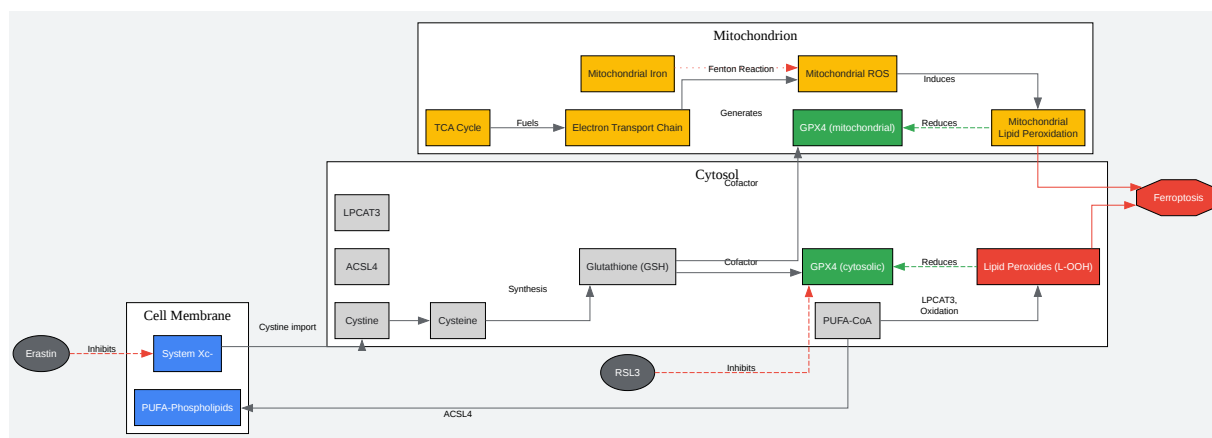 Mitochondrion
Mitochondrial Iron
Fenton Reaction
Mitochondrial ROS
Induces
TCA Cycle
Fuels
Electron Transport Chain
Generates
GPX4 (mitochondrial)
Reduces
Mitochondrial
Lipid Peroxidation
Cytosol
Cofactor
Ferroptosis
LPCAT3
ACSL4
Glutathione (GSH)
Cofactor
GPX4 (cytosolic)
Reduces
Lipid Peroxides (L-OOH)
Synthesis
Cell Membrane
Cystine import
Cystine
Cysteine
PUFA-CoA
LPCAT3,
Oxidation
Erastin
Inhibits
System Xc-
RSL3
Inhibits
PUFA-Phospholipids
ACSL4